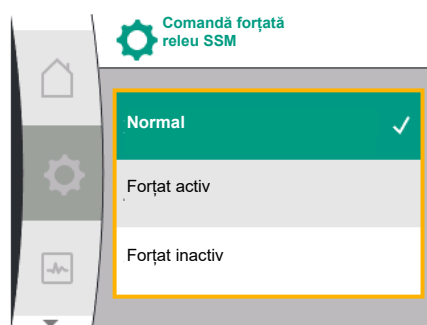 Comandă forțată
releu SSM
Normal
Forțat activ
Forțat inactiv